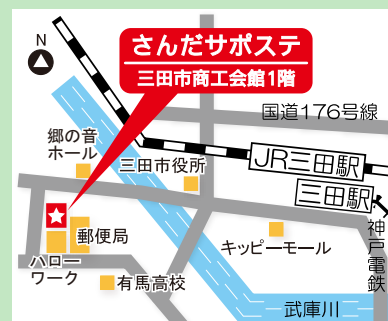 N
さんだサポステ
三田市商工会館1階
国道176号線
郷の音
ホール
三田市役所
JR三田駅
三田駅
神戸電鉄
郵便局
キッピーモール
ハロー
ワーク
有馬高校
武庫川